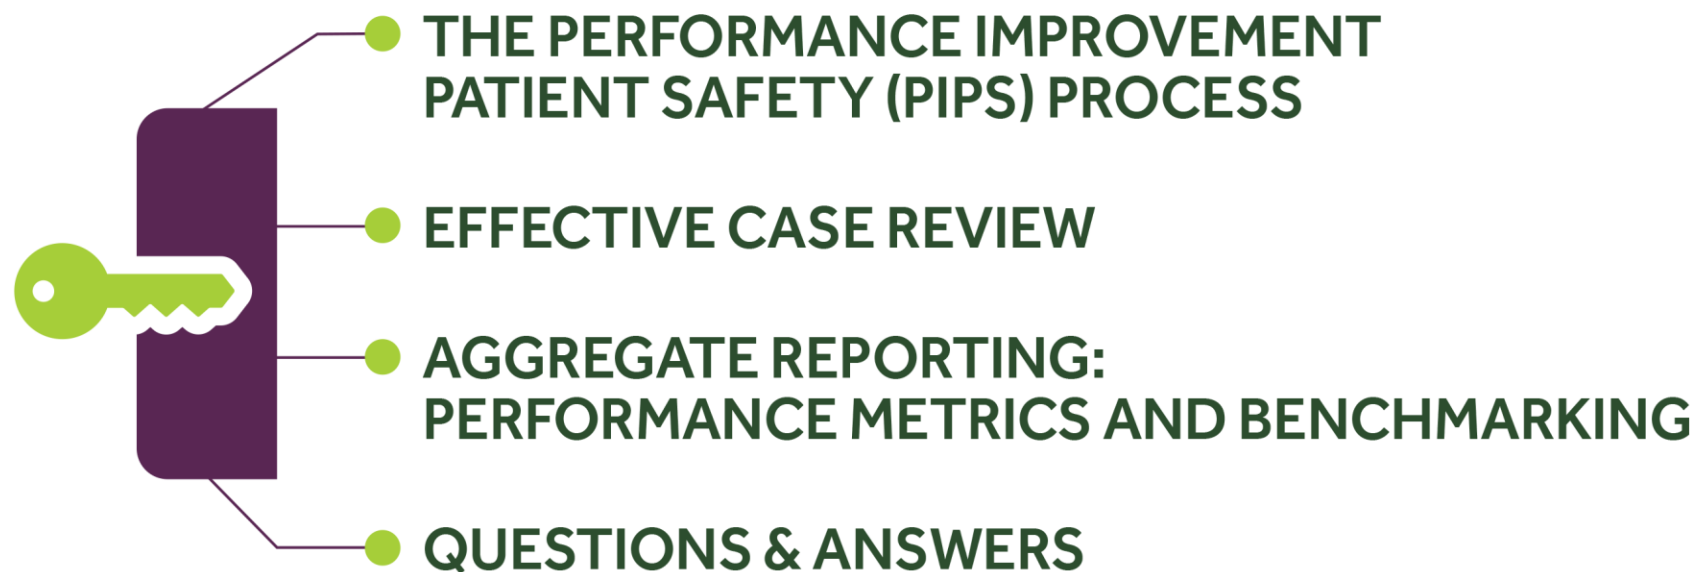 THE PERFORMANCE IMPROVEMENT
PATIENT SAFETY (PIPS) PROCESS
EFFECTIVE CASE REVIEW
AGGREGATE REPORTING:
PERFORMANCE METRICS AND BENCHMARKING
QUESTIONS & ANSWERS